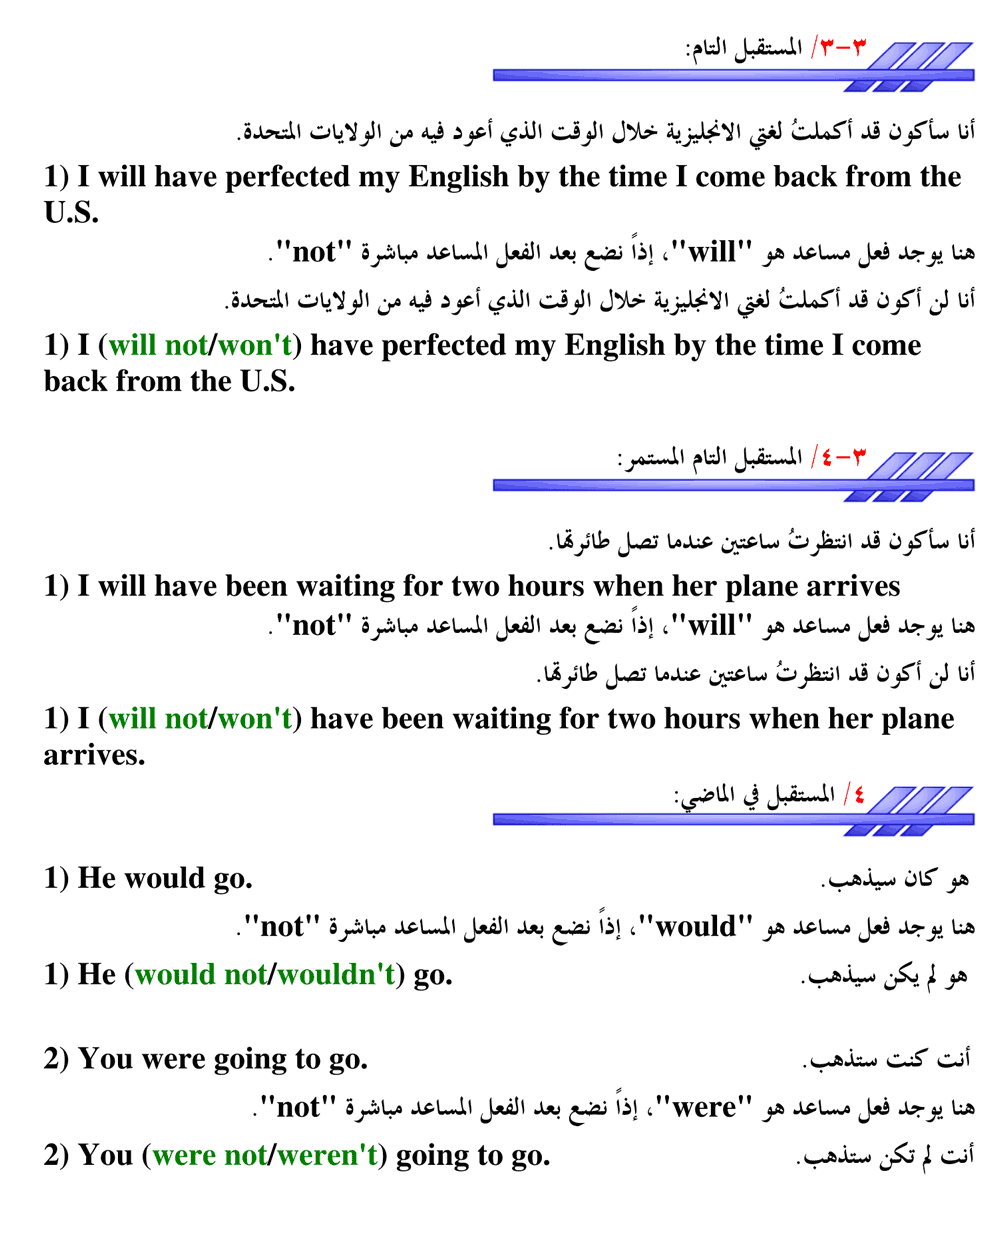 ٣-٣/ المستقبل التام:
أنا سأكون قد أكملتُ لغتي الانجليزية خلال الوقت الذي أعود فيه من الولايات المتحدة.
1) I will have perfected my English by the time I come back from the
U.S.
هنا يوجد فعل مساعد هو "will"، إذاً نضع بعد الفعل المساعد مباشرة "not".
أنا لن أكون قد أكملتُ لغتي الانجليزية خلال الوقت الذي أعود فيه من الولايات المتحدة.
1) I (will not/won't) have perfected my English by the time I come
back from the U.S.
٣-٤/ المستقبل التام المستمر:
أنا سأكون قد انتظرتُ ساعتين عندما تصل طائرتها.
1) I will have been waiting for two hours when her plane arrives
هنا يوجد فعل مساعد هو "will"، إذاً نضع بعد الفعل المساعد مباشرة "not".
أنا لن أكون قد انتظرتُ ساعتين عندما تصل طائرتها.
1) I (will not/won't) have been waiting for two hours when her plane
arrives.
٤/ المستقبل في الماضي:
1) He would go. هو كان سيذهب.
هنا يوجد فعل مساعد هو "would"، إذاً نضع بعد الفعل المساعد مباشرة "not".
1) He (would not/wouldn't) go. هو لم يكن سيذهب.
2) You were going to go. أنت كنت ستذهب.
هنا يوجد فعل مساعد هو "were"، إذاً نضع بعد الفعل المساعد مباشرة "not".
2) You (were not/weren't) going to go. أنت لم تكن ستذهب.